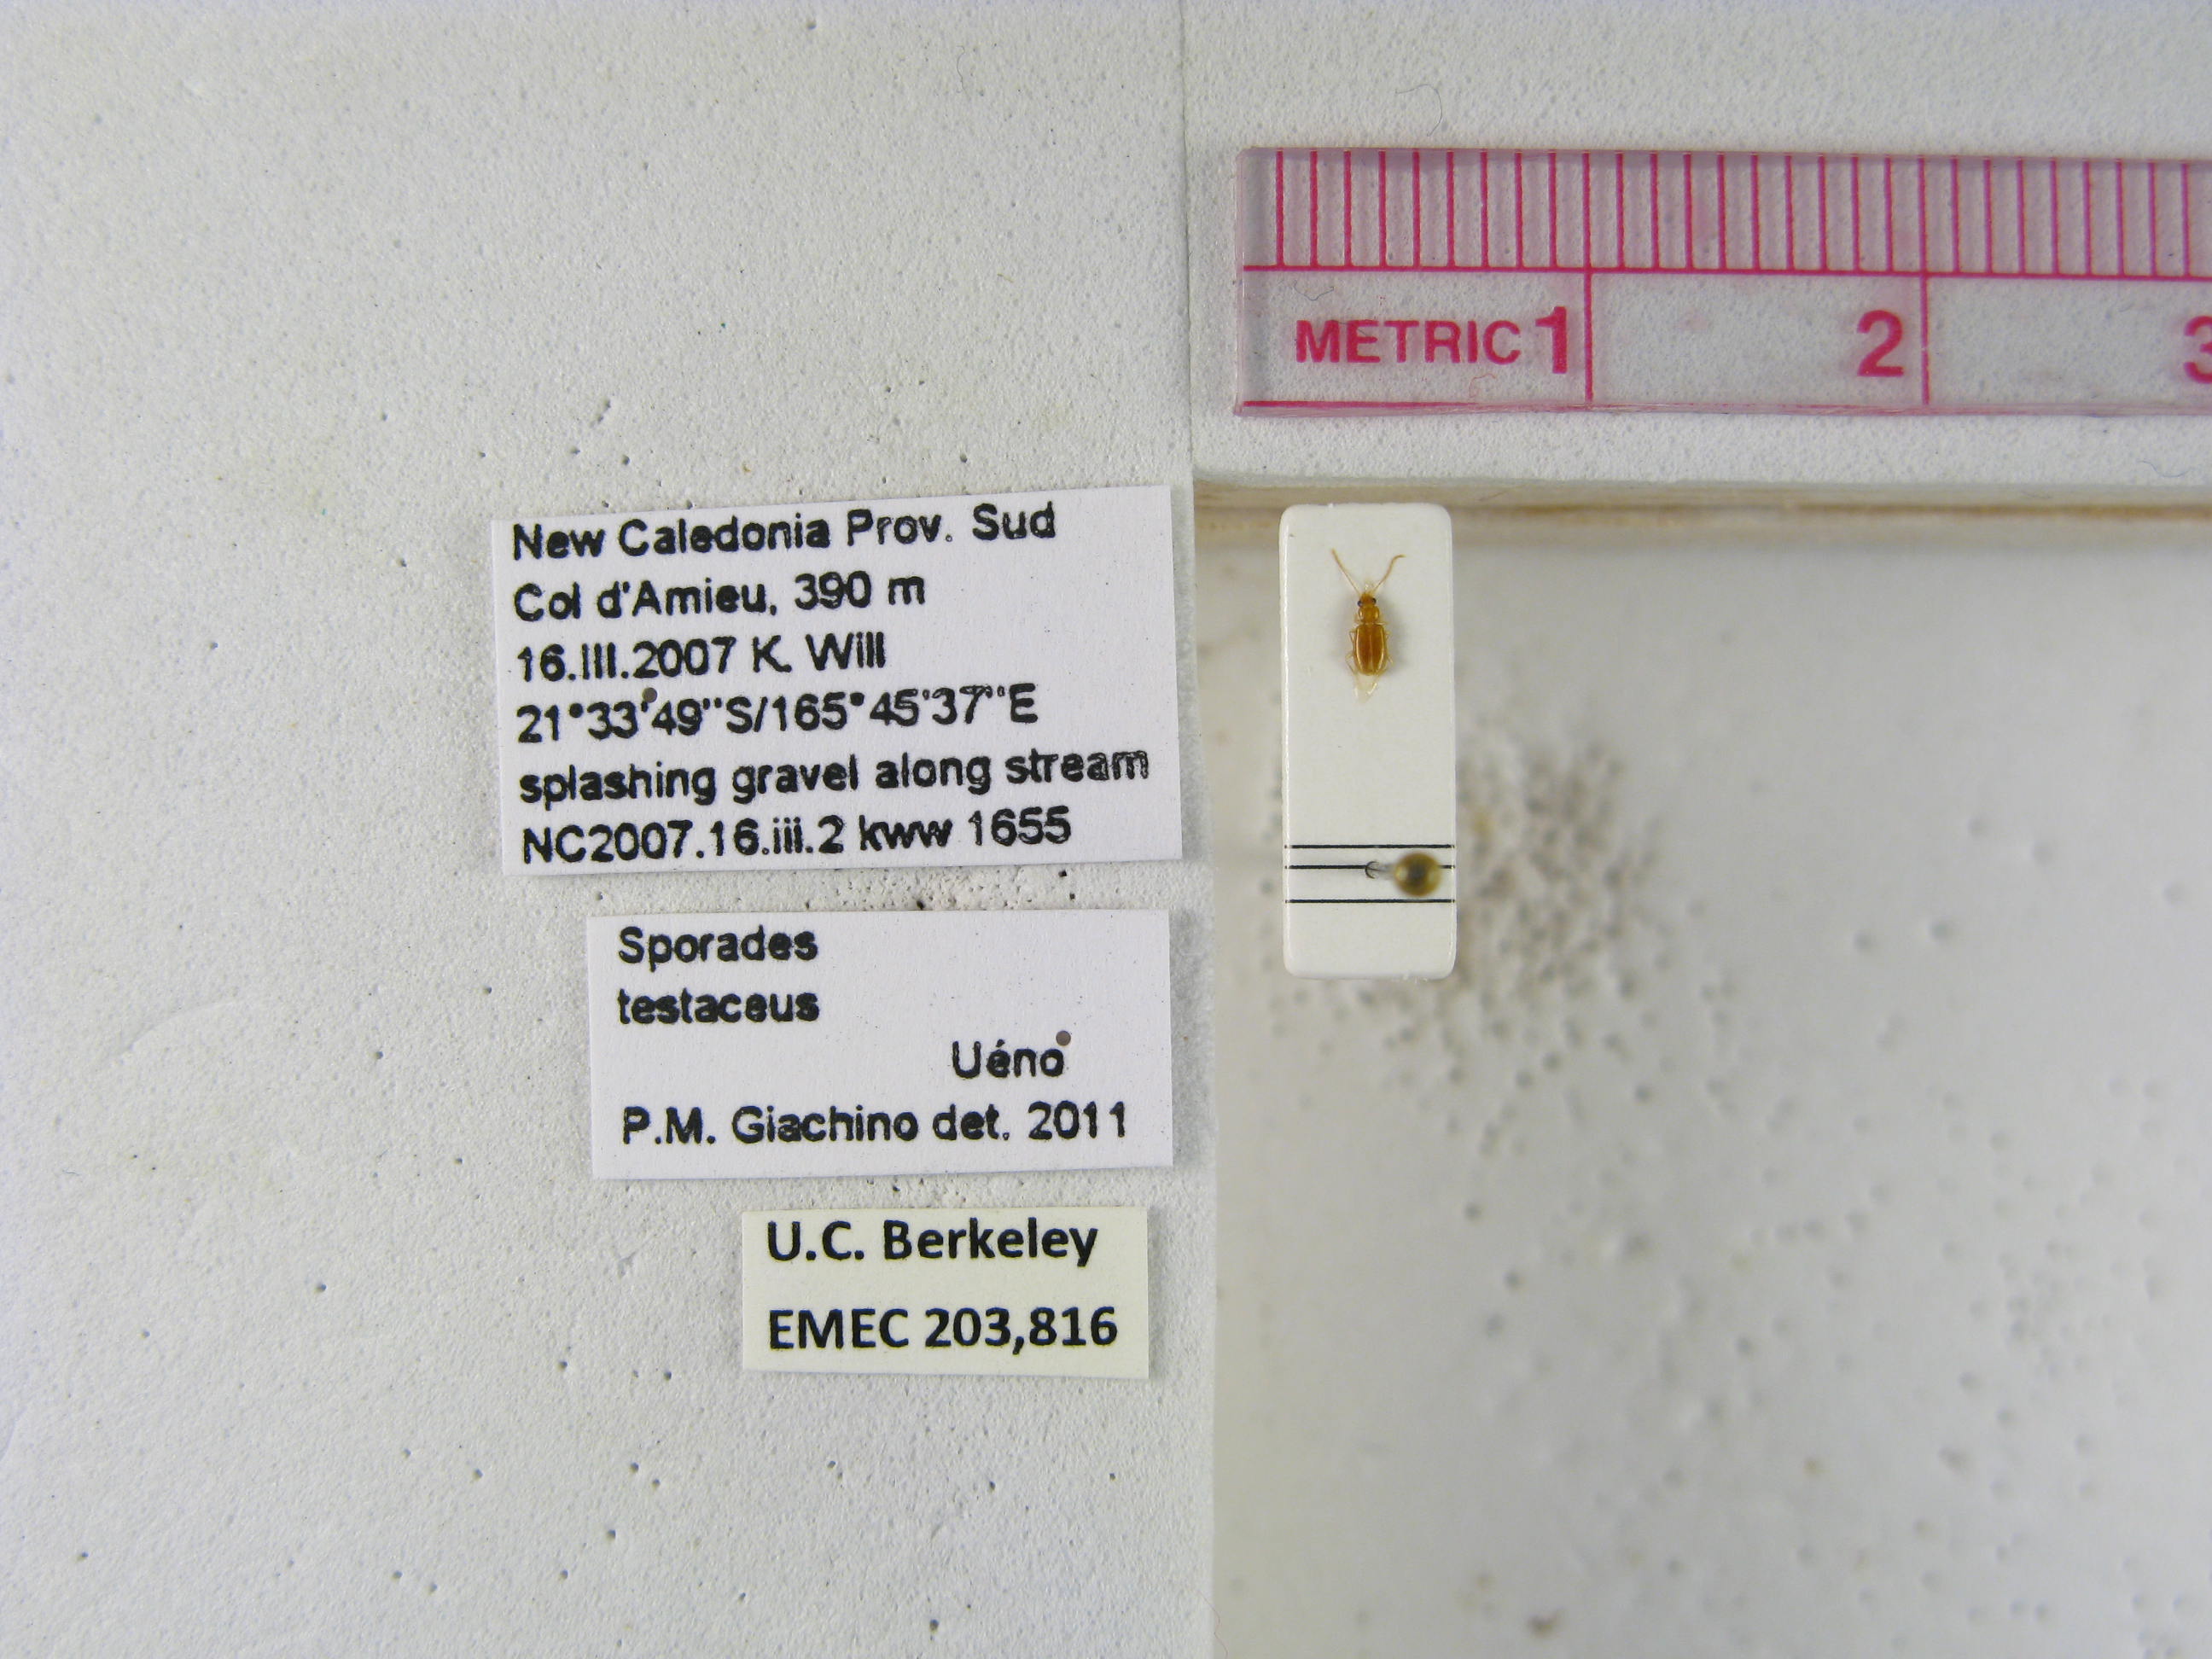 METRIC 1 2 3
New Caledonia Prov. Sud
Col d'Amieu, 390 m
16.III.2007 K. Will
21°33'49''S/165°45'37''E
splashing gravel along stream
NC2007.16.iii.2 kww 1655
Sporades
testaceus
Uéno
P.M. Giachino det. 2011
U.C. Berkeley
EMEC 203,816